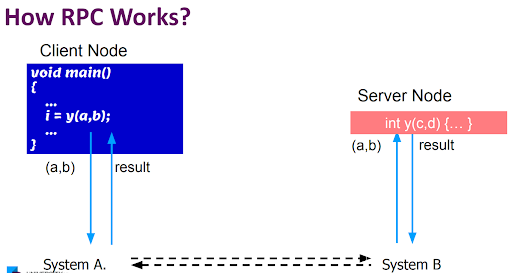 How RPC Works?
Client Node
void main()
{
...
i = y(a,b);
...
}
Server Node
int y(c,d) {... }
(a,b)
result
(a,b)
result
System A.
System B